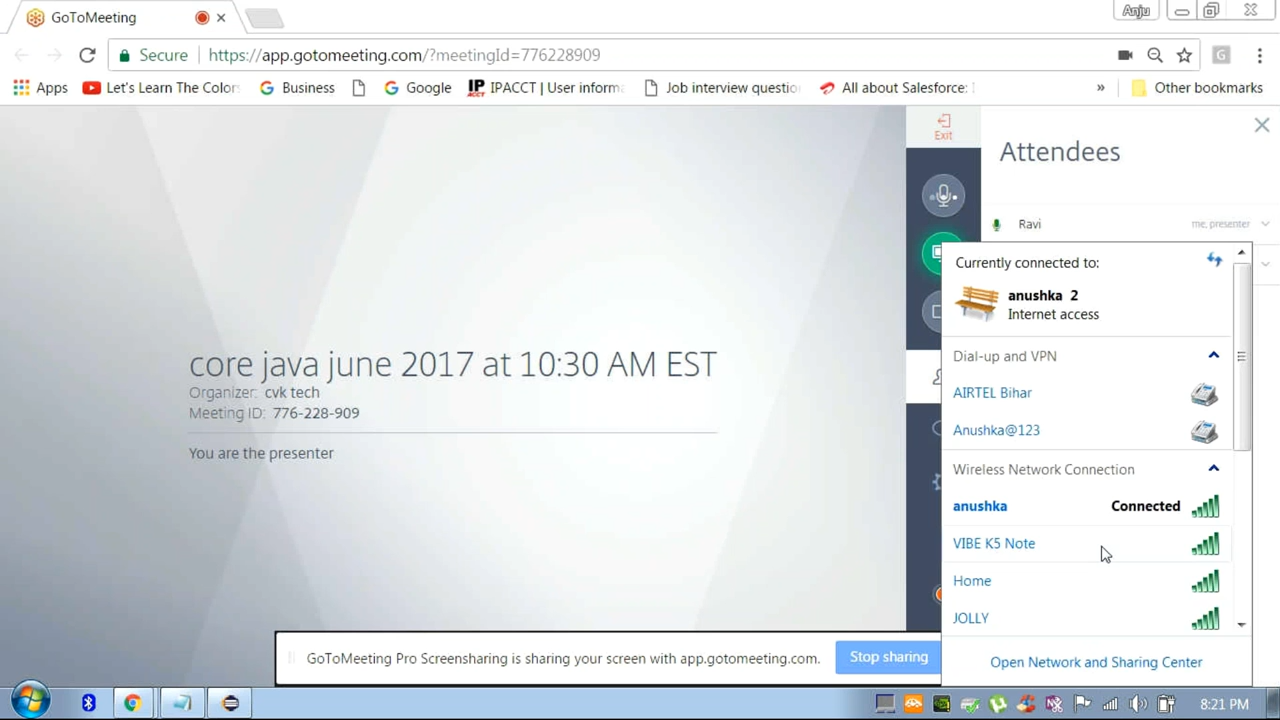 GoToMeeting
Anju
Secure
https://app.gotomeeting.com/?meetingId=776228909
Apps
Let's Learn The Color
Business
Google
IPACCT | User inform
Job interview questio
All about Salesforce:
»
Other bookmarks
Exit
Attendees
Ravi
me, presenter
core java june 2017 at 10:30 AM EST
Organizer: cvk tech
Meeting ID: 776-228-909
You are the presenter
Currently connected to:
anushka 2
Internet access
Dial-up and VPN
AIRTEL Bihar
Anushka@123
Wireless Network Connection
anushka Connected
VIBE K5 Note
Home
JOLLY
Open Network and Sharing Center
GoToMeeting Pro Screensharing is sharing your screen with app.gotomeeting.com.
Stop sharing
8:21 PM